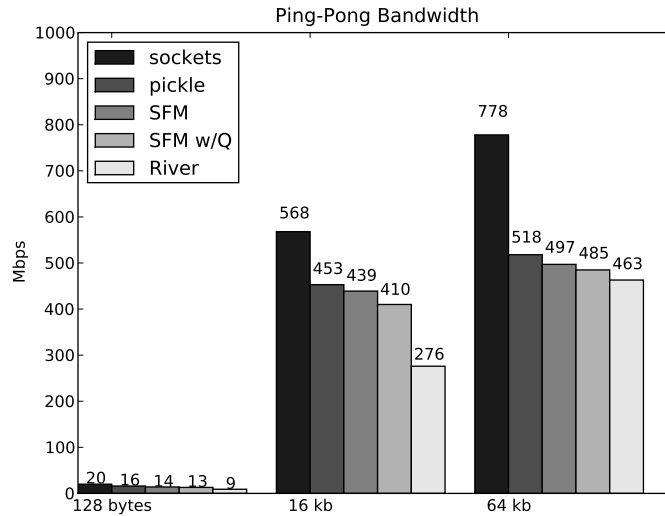 Ping-Pong Bandwidth
1000
900
800
700
600
500
400
300
200
100
0
Mbps
sockets
pickle
SFM
SFM w/Q
River
20 16 14 13 9
568 453 439 410 276
778 518 497 485 463
128 bytes 16 kb 64 kb